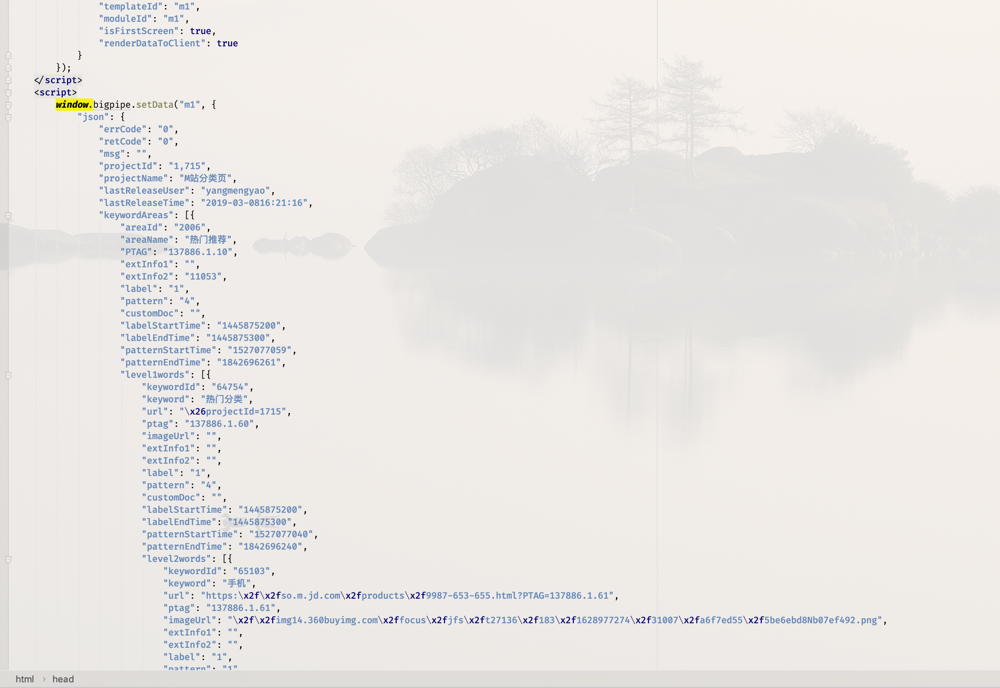 "templateId": "m1",
"moduleId": "m1",
"isFirstScreen": true,
"renderDataToClient": true
}
});
</script>
<script>
window.bigpipe.setData("m1", {
"json": {
"errCode": "0",
"retCode": "0",
"msg": "",
"projectId": "1,715",
"projectName": "M站分类页",
"lastReleaseUser": "yangmengyao",
"lastReleaseTime": "2019-03-0816:21:16",
"keywordAreas": [{
"areaId": "2006",
"areaName": "热门推荐",
"PTAG": "137886.1.10",
"extInfo1": "",
"extInfo2": "11053",
"label": "1",
"pattern": "4",
"customDoc": "",
"labelStartTime": "1445875200",
"labelEndTime": "1445875300",
"patternStartTime": "1527077059",
"patternEndTime": "1842696261",
"level1words": [{
"keywordId": "64754",
"keyword": "热门分类",
"url": "\x26projectId=1715",
"ptag": "137886.1.60",
"imageUrl": "",
"extInfo1": "",
"extInfo2": "",
"label": "1",
"pattern": "4",
"customDoc": "",
"labelStartTime": "1445875200",
"labelEndTime": "1445875300",
"patternStartTime": "1527077040",
"patternEndTime": "1842696240",
"level2words": [{
"keywordId": "65103",
"keyword": "手机",
"url": "https:\x2f\x2fso.m.jd.com\x2fproducts\x2f9987-653-655.html?PTAG=137886.1.61",
"ptag": "137886.1.61",
"imageUrl": "\x2f\x2fimg14.360buyimg.com\x2ffocus\x2fjfs\x2ft27136\x2f183\x2f1628977274\x2f31007\x2fa6f7ed55\x2f5be6ebd8Nb07ef492.png",
"extInfo1": "",
"extInfo2": "",
"label": "1",
"pattern": "1"
html › head